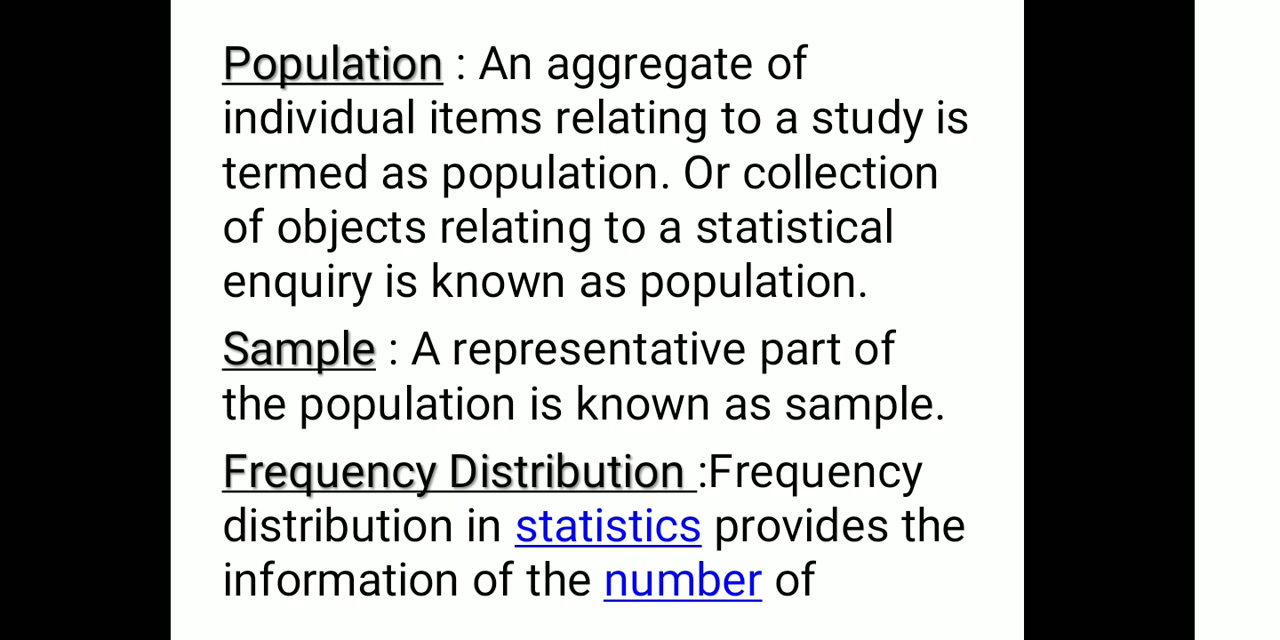 Population : An aggregate of
individual items relating to a study is
termed as population. Or collection
of objects relating to a statistical
enquiry is known as population.
Sample : A representative part of
the population is known as sample.
Frequency Distribution :Frequency
distribution in statistics provides the
information of the number of